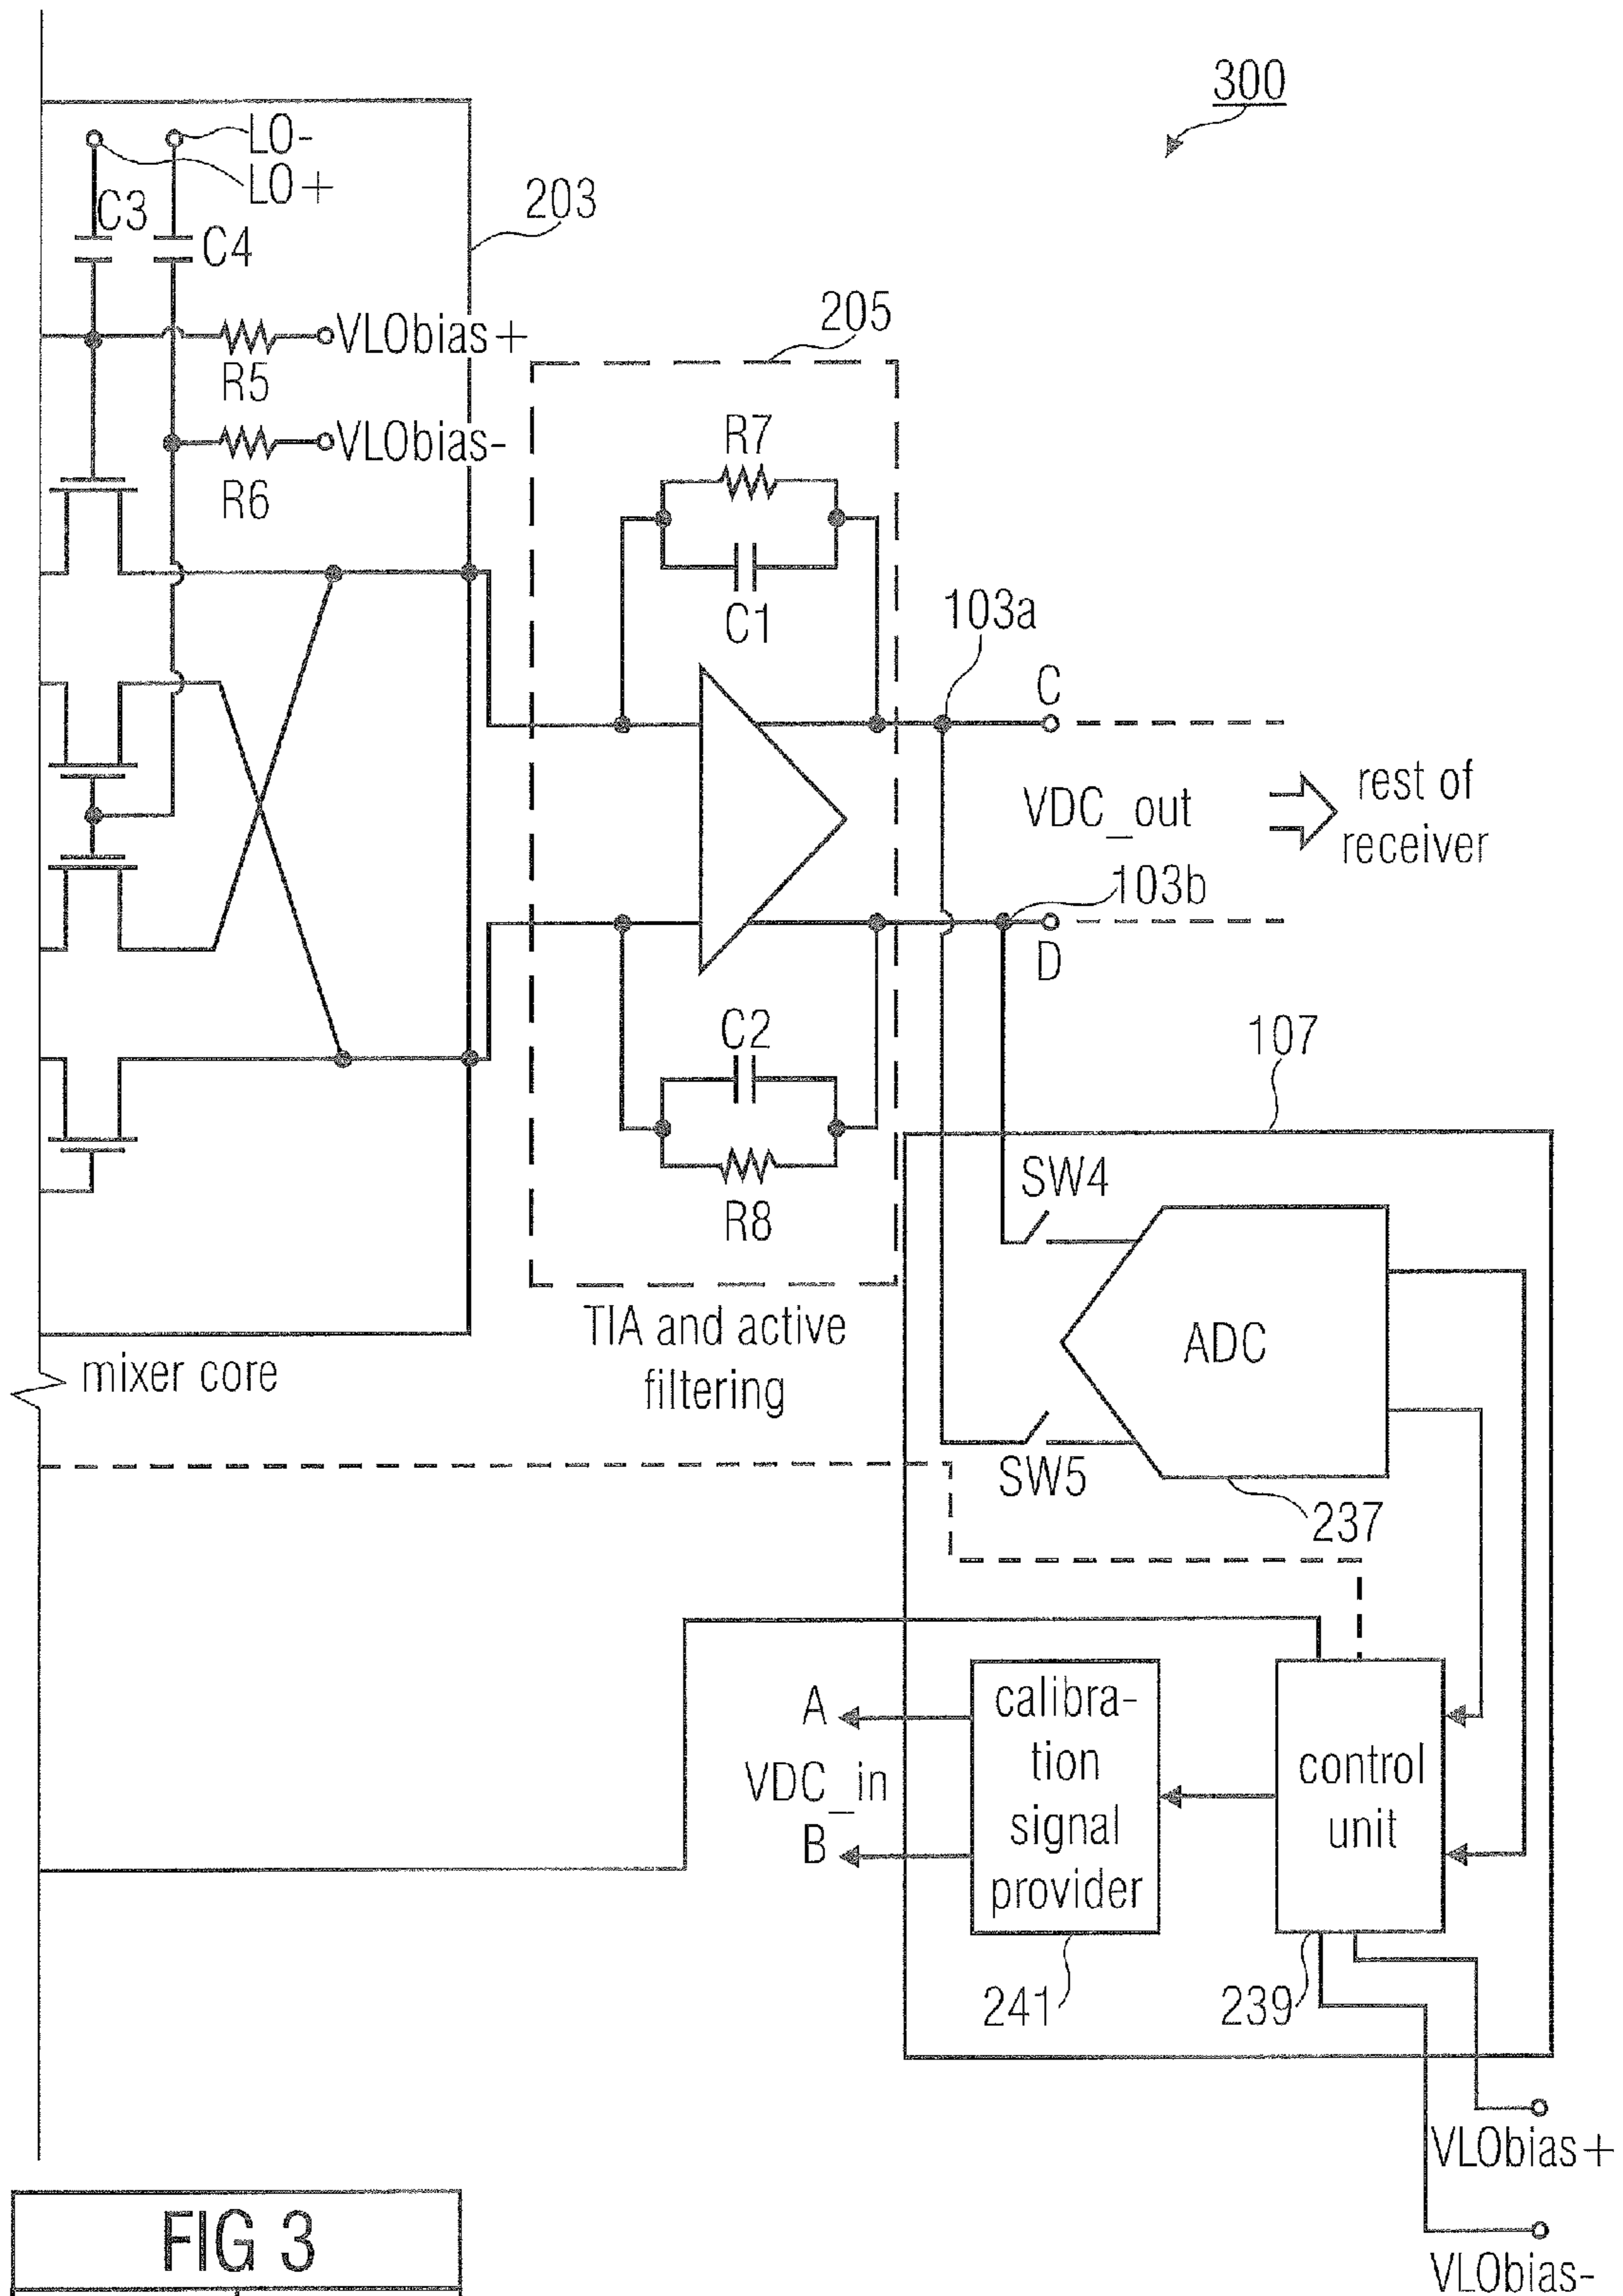 300
LO-
LO+
C3
C4
203
VLObias+
R5
VLObias-
R6
205
R7
C1
103a
C
VDC_out
rest of
receiver
103b
D
C2
R8
107
SW4
ADC
SW5
237
TIA and active
filtering
mixer core
A
VDC_in
B
calibra-
tion
signal
provider
control
unit
241
239
VLObias+
VLObias-
FIG 3